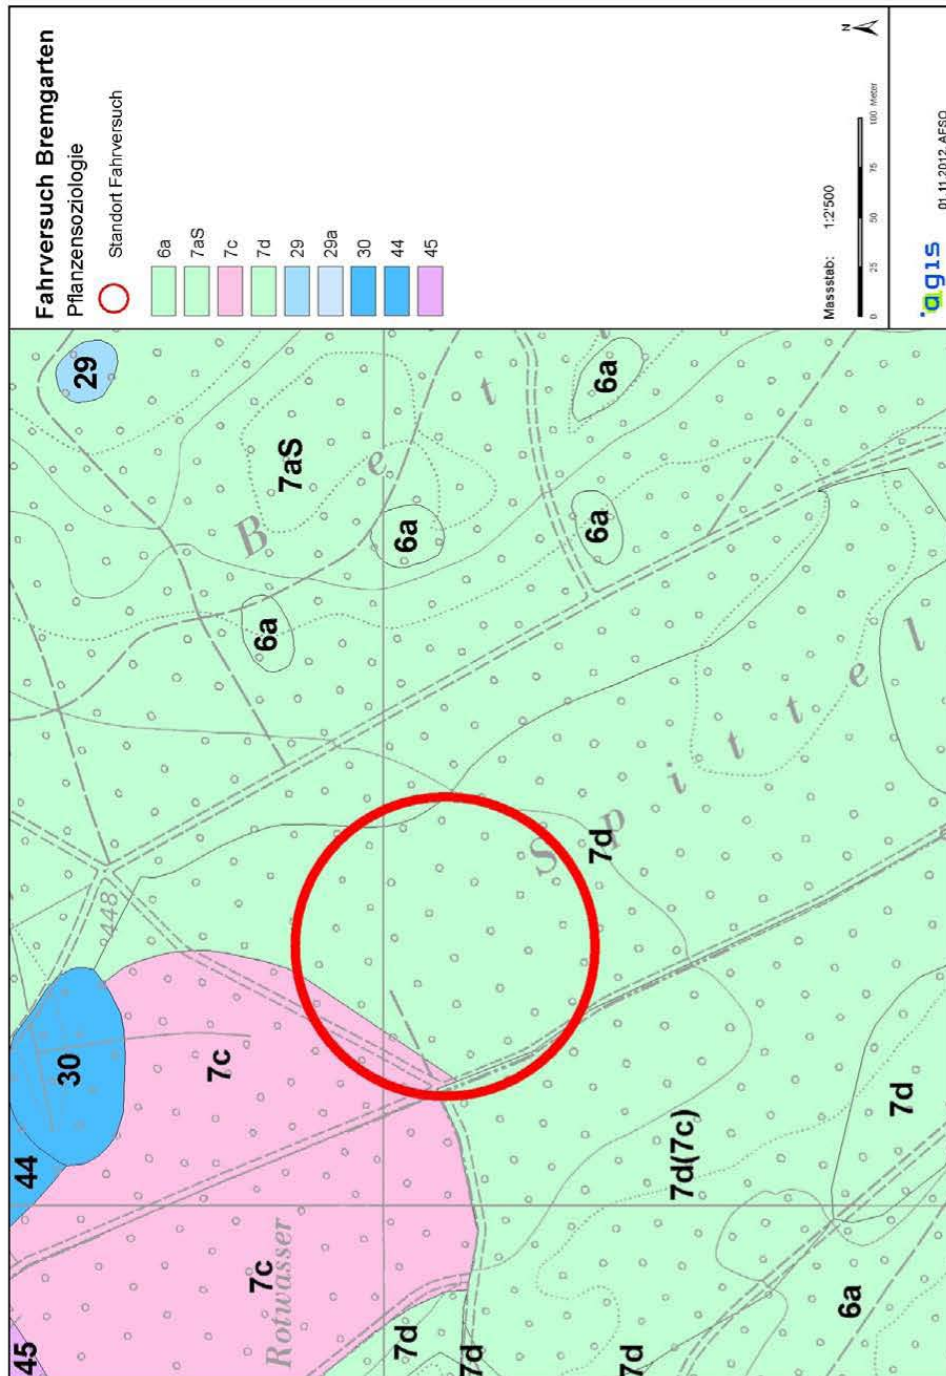 Fahrversuch Bremgarten
Pflanzensoziologie
Standort Fahrversuch
6a
7aS
7c
7d
29
29a
30
44
45
Massstab: 1:2'500
0 25 50 75 100 Meter
N
agis
01.11.2012, AFSO
45
44
30
29
448
7c
7c
Rotwasser
7aS
B e t t
6a
6a
6a
6a
7d
7d
7d
7d
Spittel
7d(7c)
7d
6a